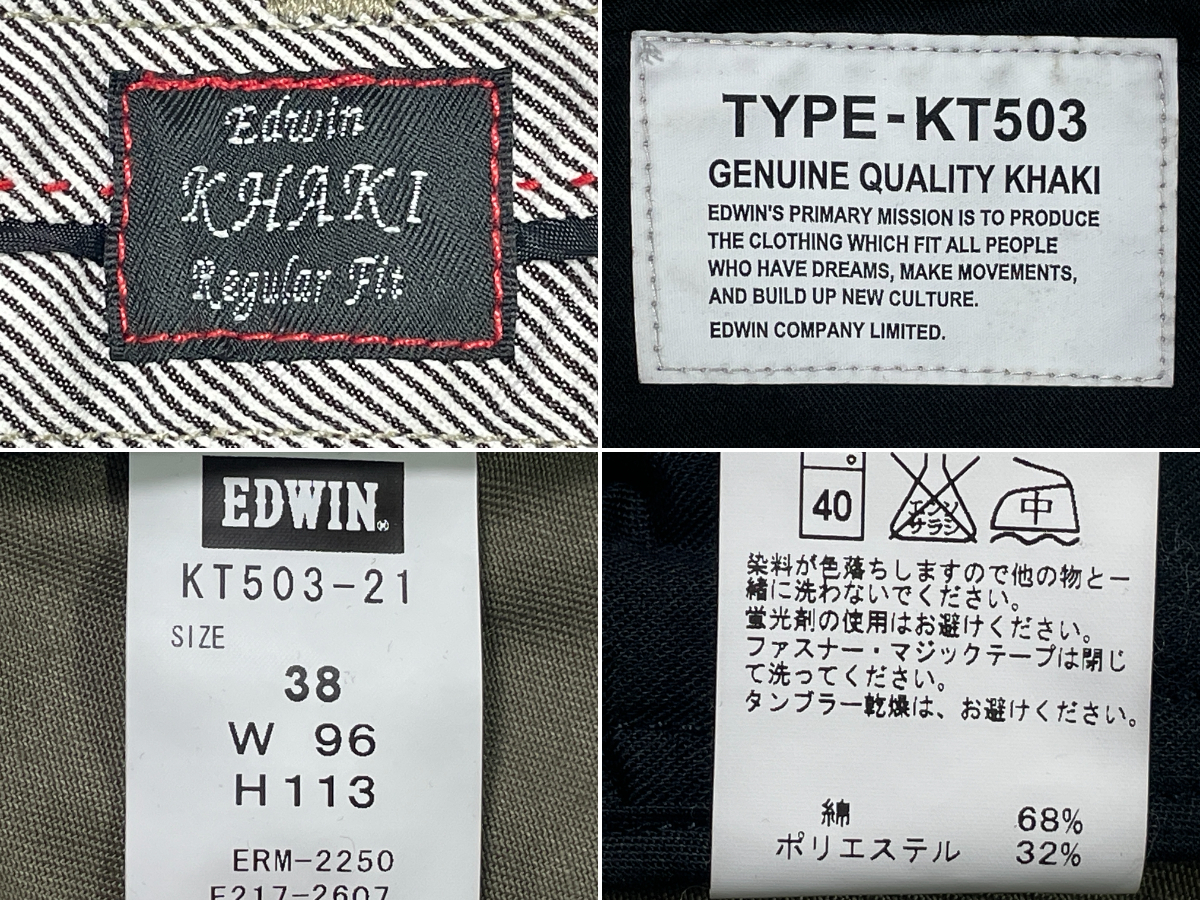 Edwin
KHAKI
Regular Fit
TYPE-KT503
GENUINE QUALITY KHAKI
EDWIN'S PRIMARY MISSION IS TO PRODUCE
THE CLOTHING WHICH FIT ALL PEOPLE
WHO HAVE DREAMS, MAKE MOVEMENTS,
AND BUILD UP NEW CULTURE.
EDWIN COMPANY LIMITED.
EDWIN®
KT503-21
SIZE
38
W 96
H 113
ERM-2250
F217-2607
40
エンソ
サラシ
中
染料が色落ちしますので他の物と一
緒に洗わないでください。
蛍光剤の使用はお避けください。
ファスナー・マジックテープは閉じ
て洗ってください。
タンブラー乾燥は、お避けください。
綿 68%
ポリエステル 32%